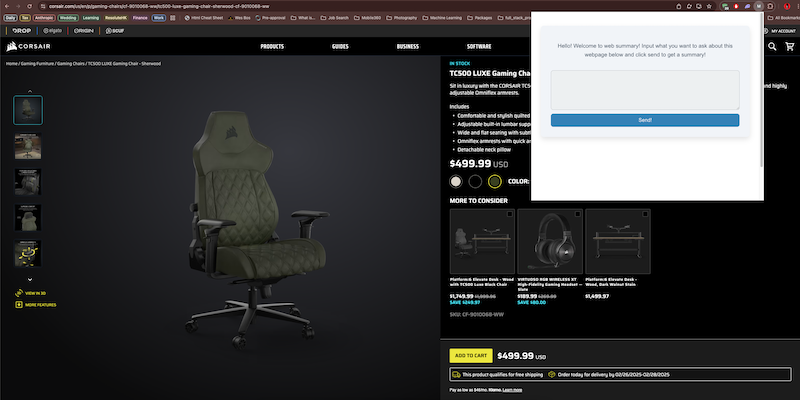 corsair.com/us/en/p/gaming-chairs/cf-9010068-ww/tc500-luxe-gaming-chair-sherwood-cf-9010068-ww
Daily Tax Anthropic Wedding Learning ResoluteAI Finance Work Html Cheat Sheet Wes Bos Pre-approval What is Job Search Mobile360 Photography Machine Learning Packages full_stack All Bookmarks
DROP elgato ORIGIN SCUF MY ACCOUNT
CORSAIR PRODUCTS GUIDES BUSINESS SOFTWARE
Home / Gaming Furniture / Gaming Chairs / TC500 LUXE Gaming Chair - Sherwood
IN STOCK
TC500 LUXE Gaming Cha
Sit in luxury with the CORSAIR TC5 and highly
adjustable Omniflex armrests.
Includes
Comfortable and stylish quilted
Adjustable built-in lumbar supp
Wide and flat seating with subtl
Omniflex armrests with quick a
Detachable neck pillow
$499.99 USD
COLOR:
Hello! Welcome to web summary! Input what you want to ask about this
webpage below and click send to get a summary!
Send!
MORE TO CONSIDER
Platform:6 Elevate Desk - Wood
with TC500 Luxe Black Chair
$1,749.99 $1,999.96
SAVE $249.97
VIRTUOSO RGB WIRELESS XT
High-Fidelity Gaming Headset —
Slate
$189.99 $269.99
SAVE $80.00
Platform:6 Elevate Desk -
Wood, Dark Walnut Stain
$1,499.97
SKU: CF-9010068-WW
VIEW IN 3D
MORE FEATURES
ADD TO CART $499.99 USD
This product qualifies for free shipping Order today for delivery by 02/26/2025-02/28/2025
Pay as low as $46/mo. Klarna. Learn more